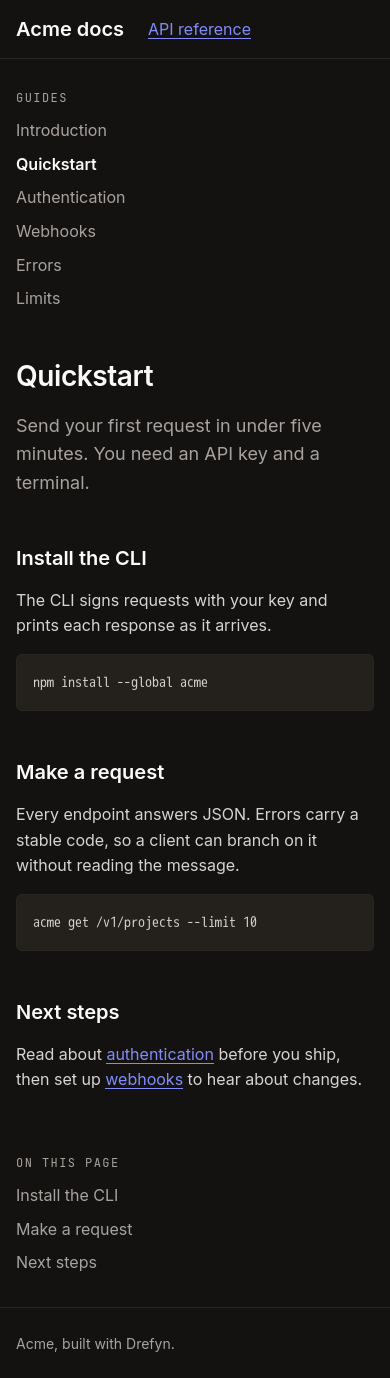 Acme docs API reference
GUIDES
Introduction
Quickstart
Authentication
Webhooks
Errors
Limits
Quickstart
Send your first request in under five
minutes. You need an API key and a
terminal.
Install the CLI
The CLI signs requests with your key and
prints each response as it arrives.
npm install --global acme
Make a request
Every endpoint answers JSON. Errors carry a
stable code, so a client can branch on it
without reading the message.
acme get /v1/projects --limit 10
Next steps
Read about authentication before you ship,
then set up webhooks to hear about changes.
ON THIS PAGE
Install the CLI
Make a request
Next steps
Acme, built with Drefyn.